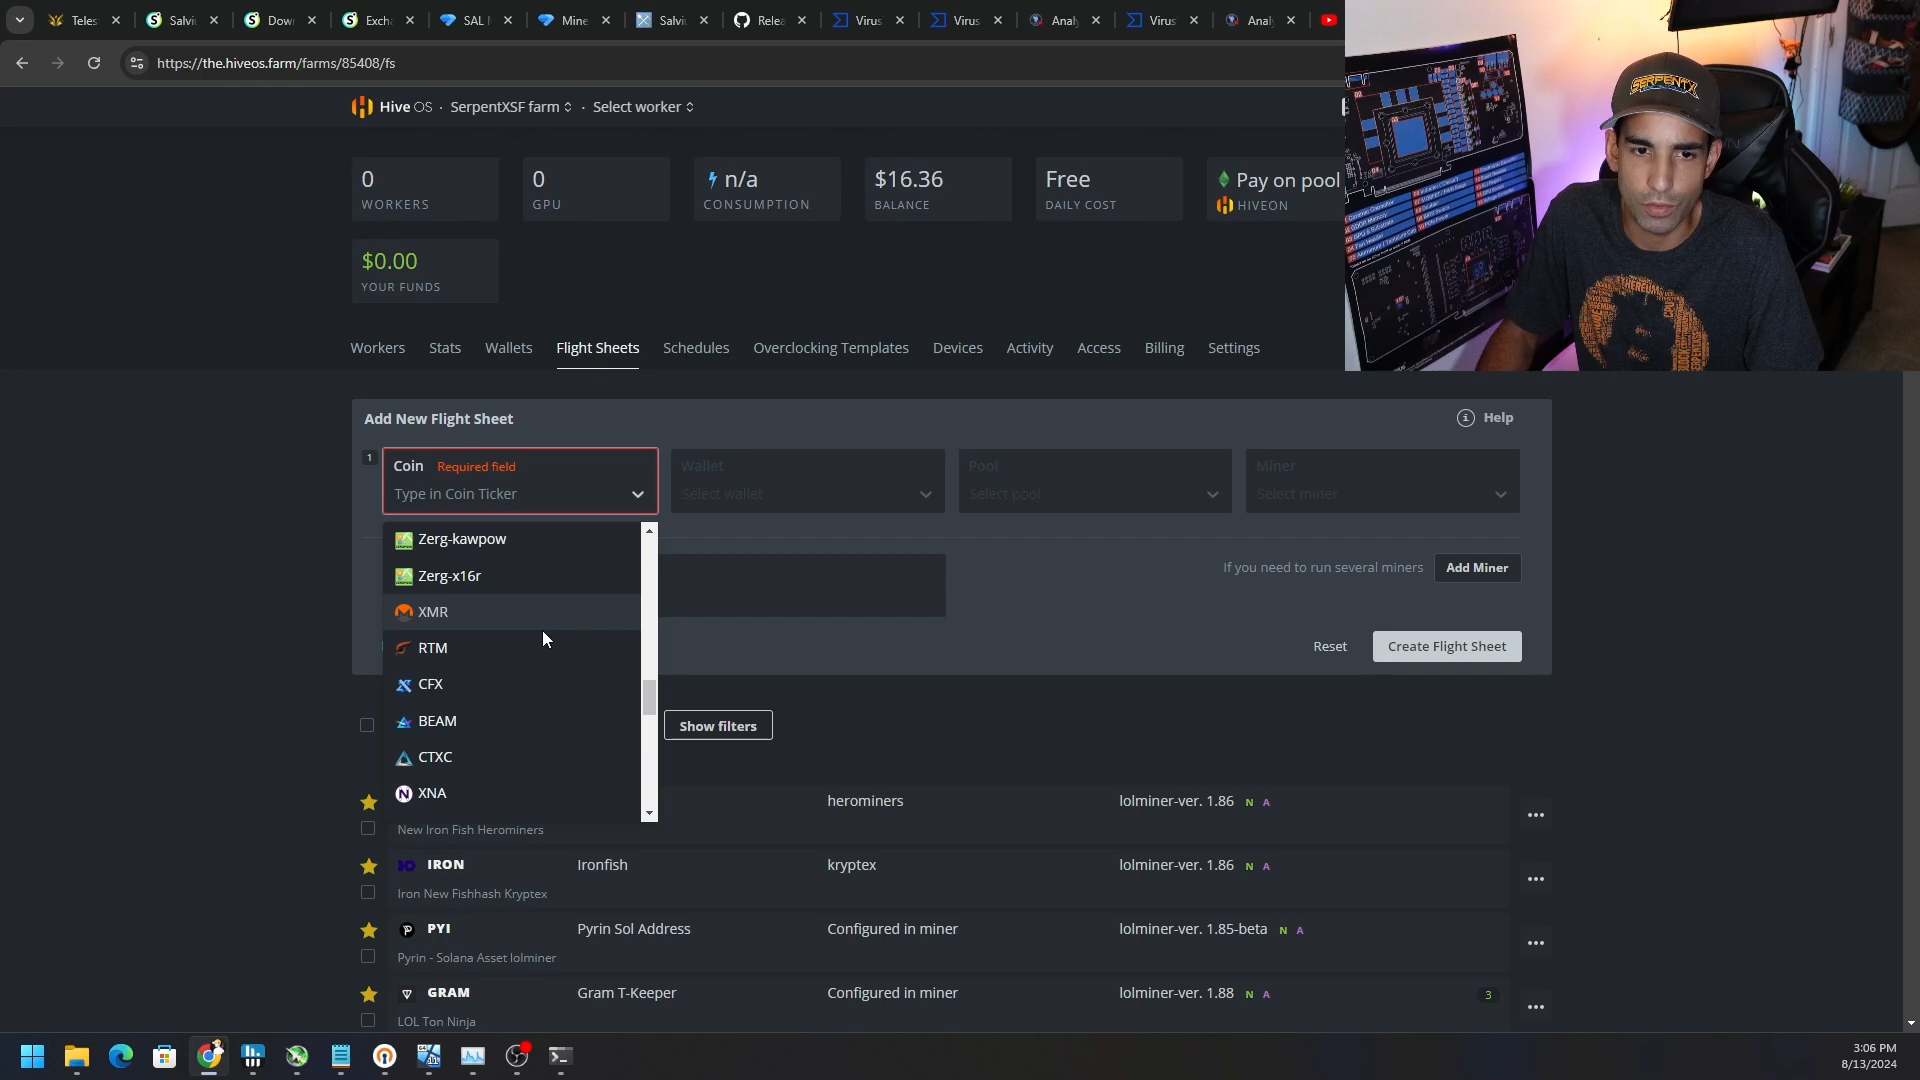 Teles
Salviu
Down
Excha
SAL M
Mine
Salviu
Relea
Virus
Virus
Analy
Virus
Analy
https://the.hiveos.farm/farms/85408/fs
Hive OS · SerpentXSF farm · Select worker
0
WORKERS
0
GPU
n/a
CONSUMPTION
$16.36
BALANCE
Free
DAILY COST
Pay on pool
HIVEON
$0.00
YOUR FUNDS
SERPENTX
Workers Stats Wallets Flight Sheets Schedules Overclocking Templates Devices Activity Access Billing Settings
Add New Flight Sheet
Help
1
Coin Required field
Type in Coin Ticker
Wallet
Select wallet
Pool
Select pool
Miner
Select miner
Zerg-kawpow
Zerg-x16r
XMR
RTM
CFX
BEAM
CTXC
XNA
If you need to run several miners Add Miner
Reset Create Flight Sheet
Show filters
herominers lolminer-ver. 1.86 N A
New Iron Fish Herominers
IRON Ironfish kryptex lolminer-ver. 1.86 N A
Iron New Fishhash Kryptex
PYI Pyrin Sol Address Configured in miner lolminer-ver. 1.85-beta N A
Pyrin - Solana Asset lolminer
GRAM Gram T-Keeper Configured in miner lolminer-ver. 1.88 N A 3
LOL Ton Ninja
3:06 PM
8/13/2024